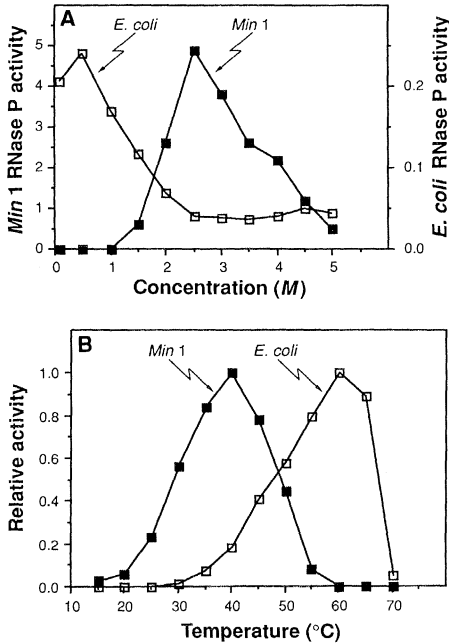 A
E. coli
Min 1
Min 1 RNase P activity
E. coli RNase P activity
5
4
3
2
1
0
0.2
0.1
0.0
0 1 2 3 4 5
Concentration (M)
B
Min 1
E. coli
Relative activity
1.0
0.8
0.6
0.4
0.2
0.0
10 20 30 40 50 60 70
Temperature (°C)